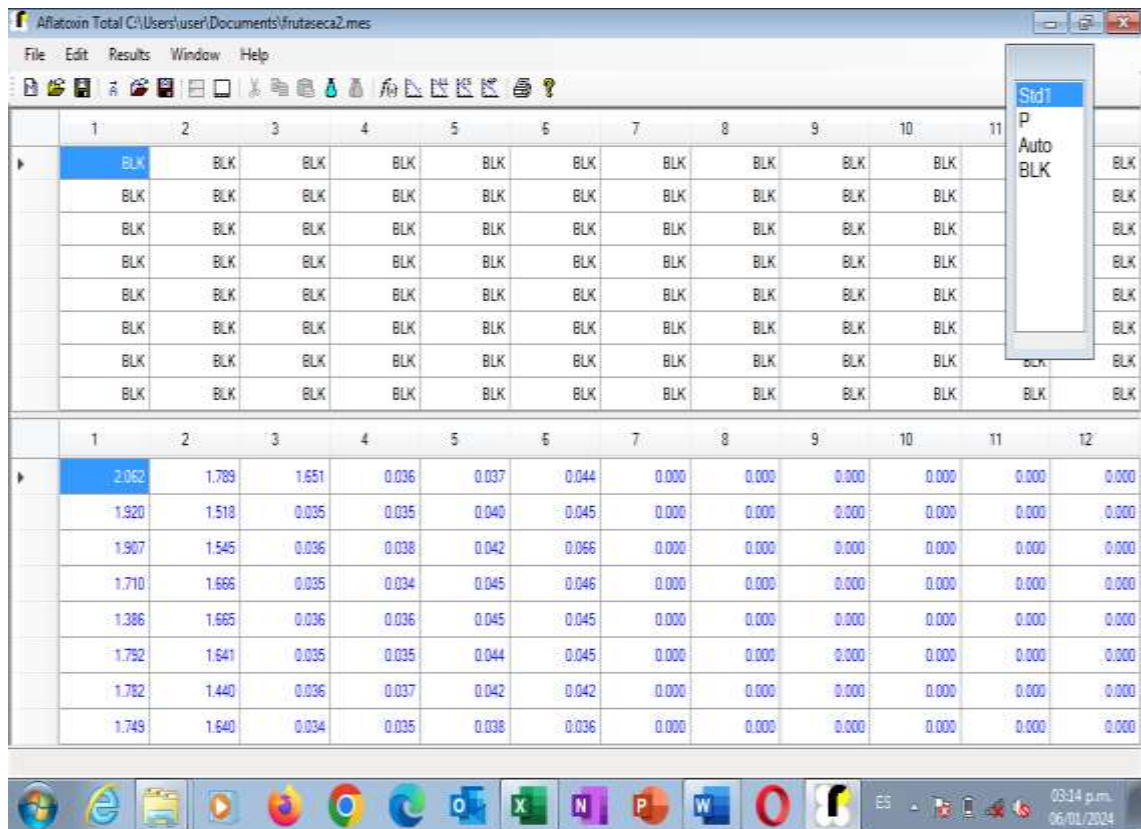 Aflatoxin Total C:\Users\user\Documents\frutaseca2.mes
File Edit Results Window Help
1 2 3 4 5 6 7 8 9 10 11
BLK BLK BLK BLK BLK BLK BLK BLK BLK BLK BLK
BLK BLK BLK BLK BLK BLK BLK BLK BLK BLK BLK
BLK BLK BLK BLK BLK BLK BLK BLK BLK BLK BLK
BLK BLK BLK BLK BLK BLK BLK BLK BLK BLK BLK
BLK BLK BLK BLK BLK BLK BLK BLK BLK BLK BLK
BLK BLK BLK BLK BLK BLK BLK BLK BLK BLK BLK
BLK BLK BLK BLK BLK BLK BLK BLK BLK BLK BLK BLK
BLK BLK BLK BLK BLK BLK BLK BLK BLK BLK BLK BLK
Std1
P
Auto
BLK
1 2 3 4 5 6 7 8 9 10 11 12
2.062 1.789 1.651 0.036 0.037 0.044 0.000 0.000 0.000 0.000 0.000 0.000
1.920 1.518 0.035 0.035 0.040 0.045 0.000 0.000 0.000 0.000 0.000 0.000
1.907 1.545 0.036 0.038 0.042 0.066 0.000 0.000 0.000 0.000 0.000 0.000
1.710 1.666 0.035 0.034 0.045 0.046 0.000 0.000 0.000 0.000 0.000 0.000
1.386 1.665 0.036 0.036 0.045 0.045 0.000 0.000 0.000 0.000 0.000 0.000
1.792 1.641 0.035 0.035 0.044 0.045 0.000 0.000 0.000 0.000 0.000 0.000
1.782 1.440 0.036 0.037 0.042 0.042 0.000 0.000 0.000 0.000 0.000 0.000
1.749 1.640 0.034 0.035 0.038 0.036 0.000 0.000 0.000 0.000 0.000 0.000
ES 03:14 p.m.
06/01/2024